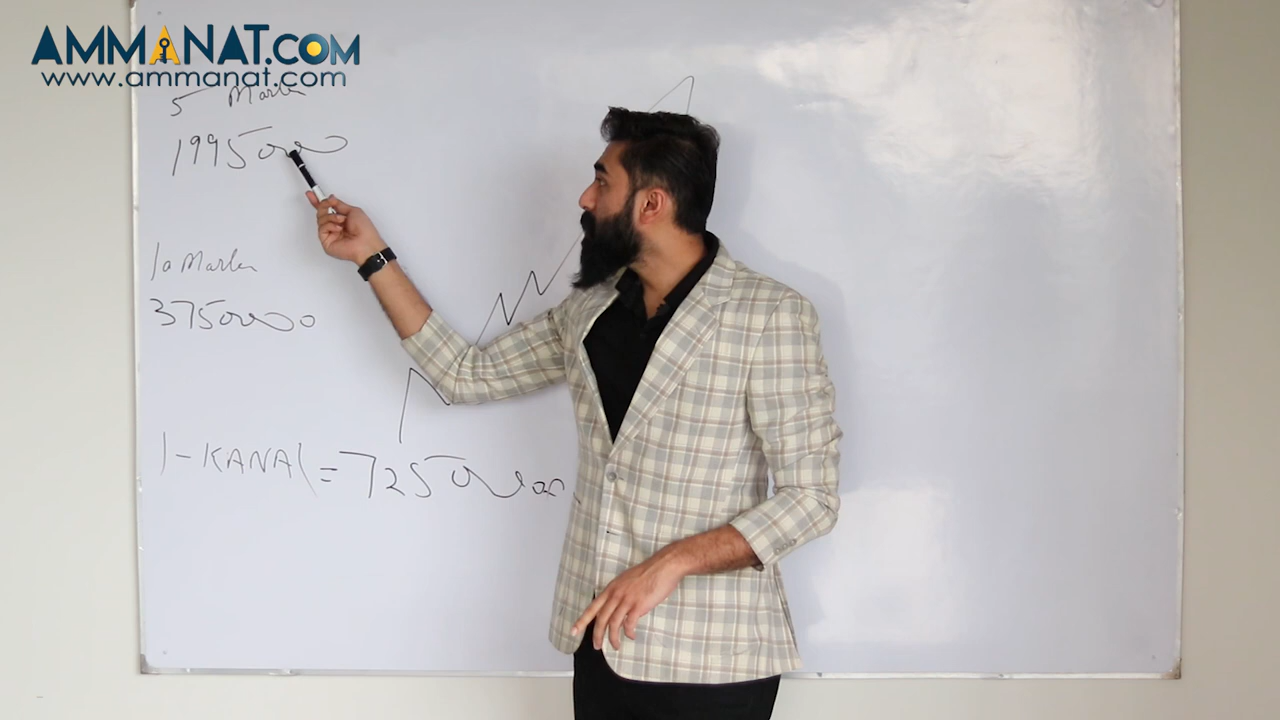 AMMANAT.COM
www.ammanat.com
5 Marla
1995000
10 Marla
3750000
1-KANAL = 7250000